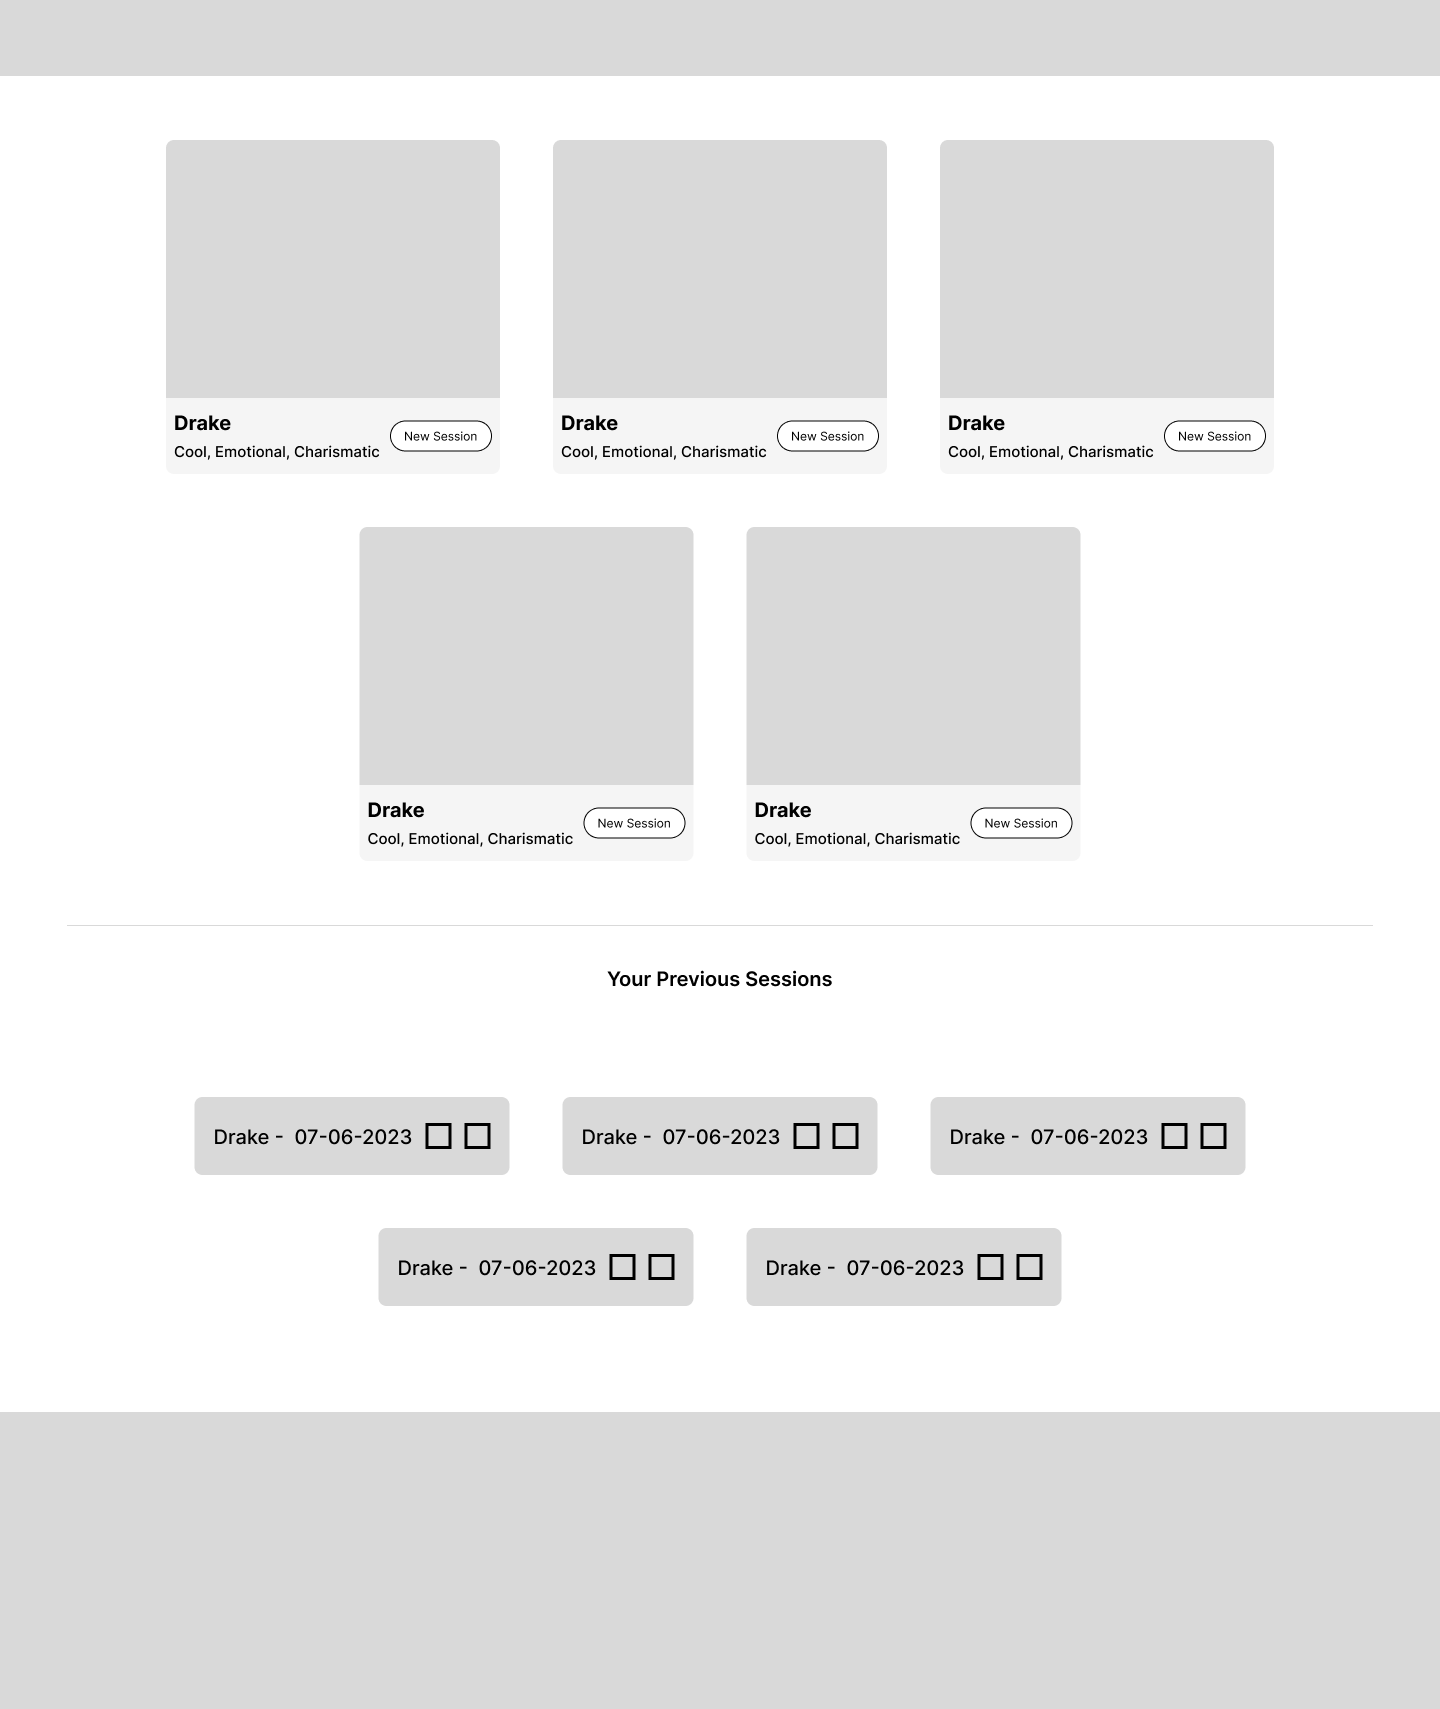 Drake
Cool, Emotional, Charismatic
New Session
Drake
Cool, Emotional, Charismatic
New Session
Drake
Cool, Emotional, Charismatic
New Session
Drake
Cool, Emotional, Charismatic
New Session
Drake
Cool, Emotional, Charismatic
New Session
Your Previous Sessions
Drake - 07-06-2023
Drake - 07-06-2023
Drake - 07-06-2023
Drake - 07-06-2023
Drake - 07-06-2023